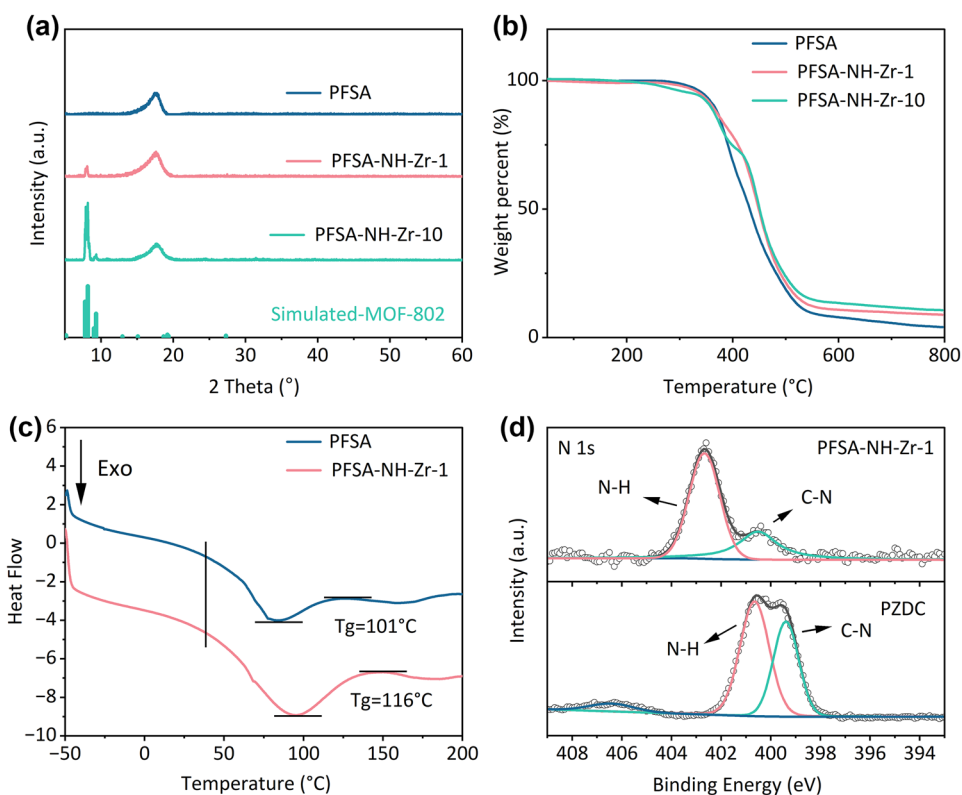 (a)
PFSA
PFSA-NH-Zr-1
PFSA-NH-Zr-10
Simulated-MOF-802
Intensity (a.u.)
10 20 30 40 50 60
2 Theta (°)
(b)
PFSA
PFSA-NH-Zr-1
PFSA-NH-Zr-10
100
50
0
Weight percent (%)
200 400 600 800
Temperature (°C)
(c)
PFSA
PFSA-NH-Zr-1
Exo
6
4
2
0
−2
−4
−6
−8
−10
Heat Flow
Tg=101°C
Tg=116°C
−50 0 50 100 150 200
Temperature (°C)
(d)
N 1s
PFSA-NH-Zr-1
N-H
C-N
PZDC
N-H
C-N
Intensity (a.u.)
408 406 404 402 400 398 396 394
Binding Energy (eV)